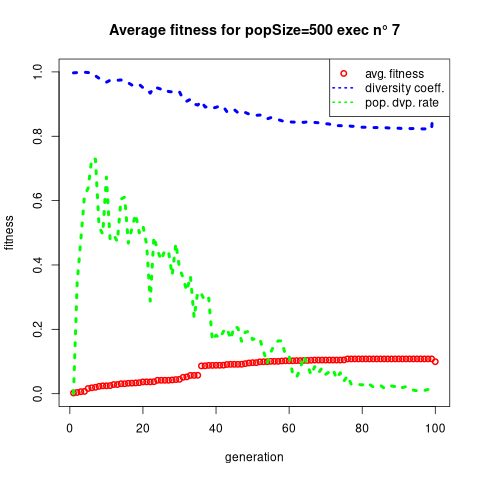 Average fitness for popSize=500 exec n° 7
avg. fitness
diversity coeff.
pop. dvp. rate
fitness
1.0
0.8
0.6
0.4
0.2
0.0
0 20 40 60 80 100
generation